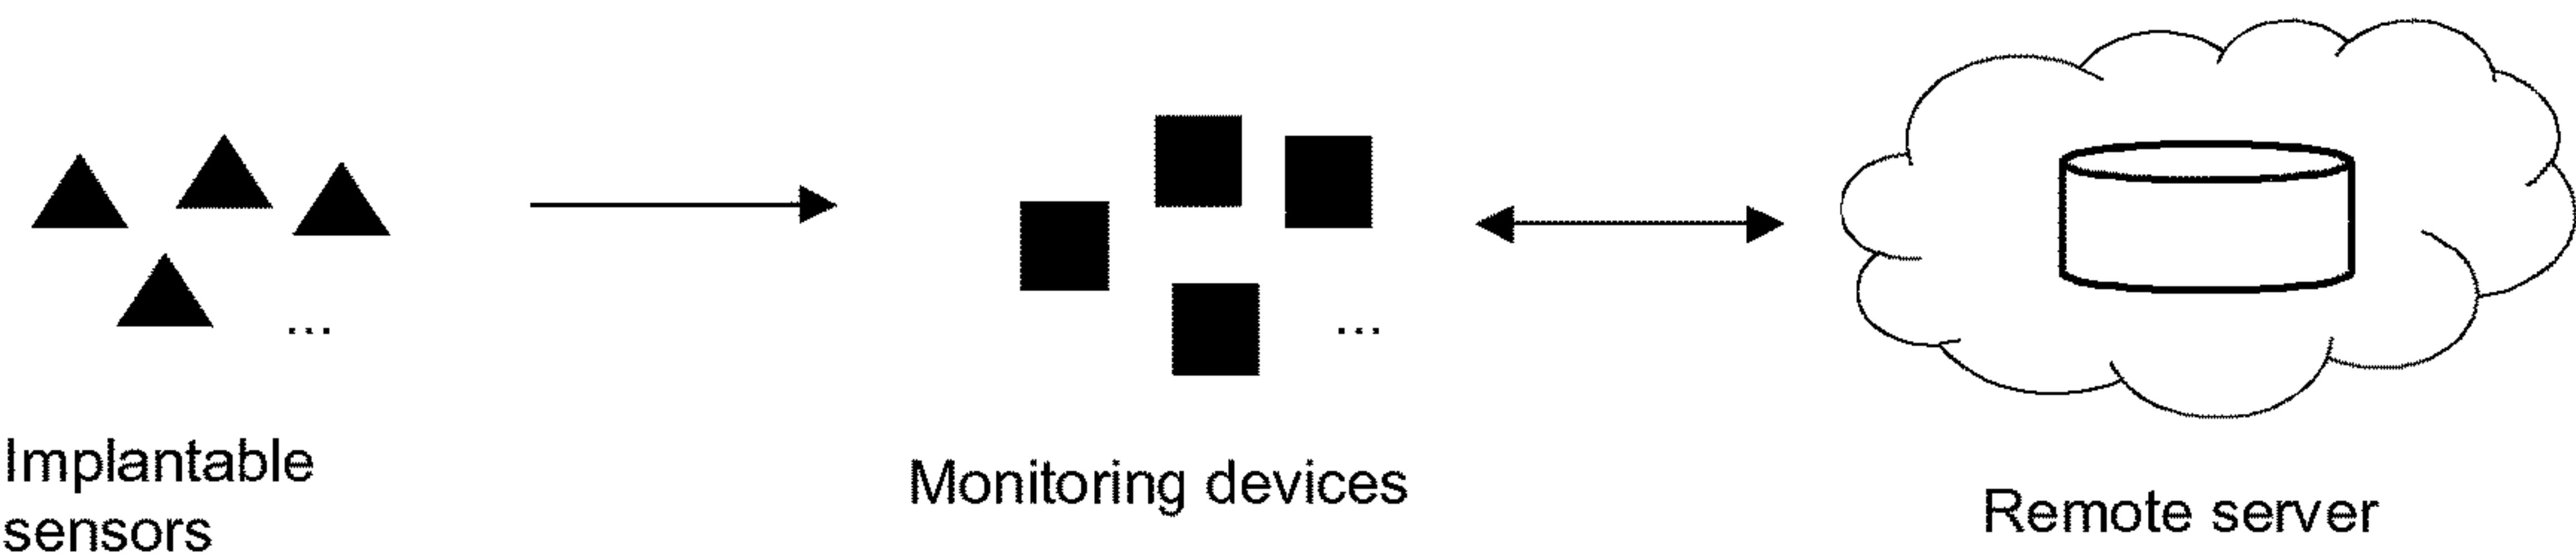 ...
...
Implantable
sensors
Monitoring devices
Remote server